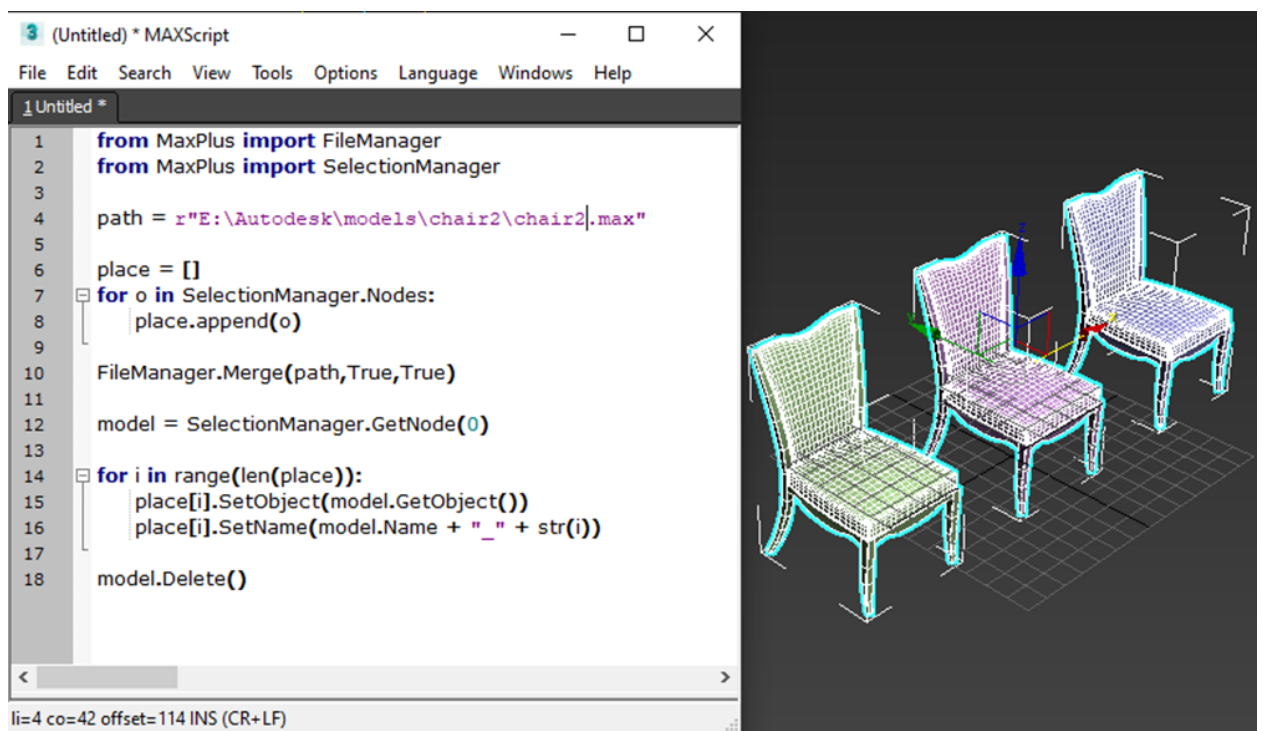 3 (Untitled) * MAXScript
File Edit Search View Tools Options Language Windows Help
1 Untitled *
1 from MaxPlus import FileManager
2 from MaxPlus import SelectionManager
3
4 path = r"E:\Autodesk\models\chair2\chair2.max"
5
6 place = []
7 for o in SelectionManager.Nodes:
8 place.append(o)
9
10 FileManager.Merge(path,True,True)
11
12 model = SelectionManager.GetNode(0)
13
14 for i in range(len(place)):
15 place[i].SetObject(model.GetObject())
16 place[i].SetName(model.Name + "_" + str(i))
17
18 model.Delete()
li=4 co=42 offset=114 INS (CR+LF)
z
y
x